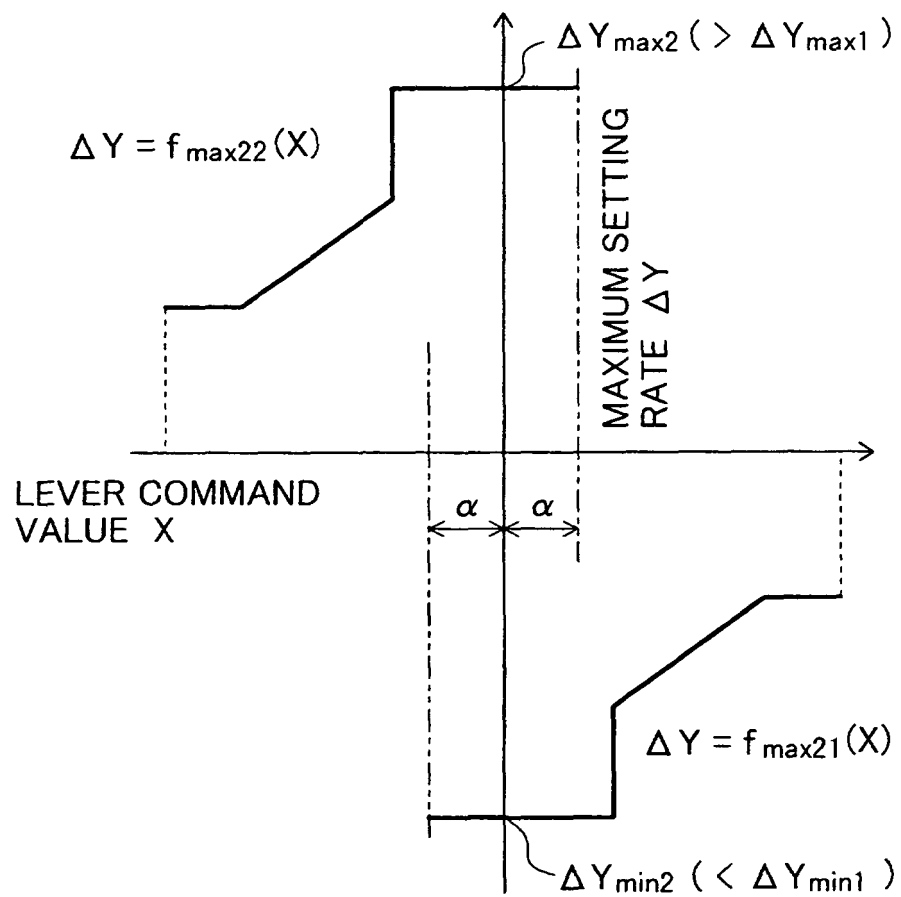 ΔYmax2 ( > ΔYmax1 )
ΔY = fmax22(X)
MAXIMUM SETTING
RATE ΔY
LEVER COMMAND
VALUE X
α α
ΔY = fmax21(X)
ΔYmin2 ( < ΔYmin1 )